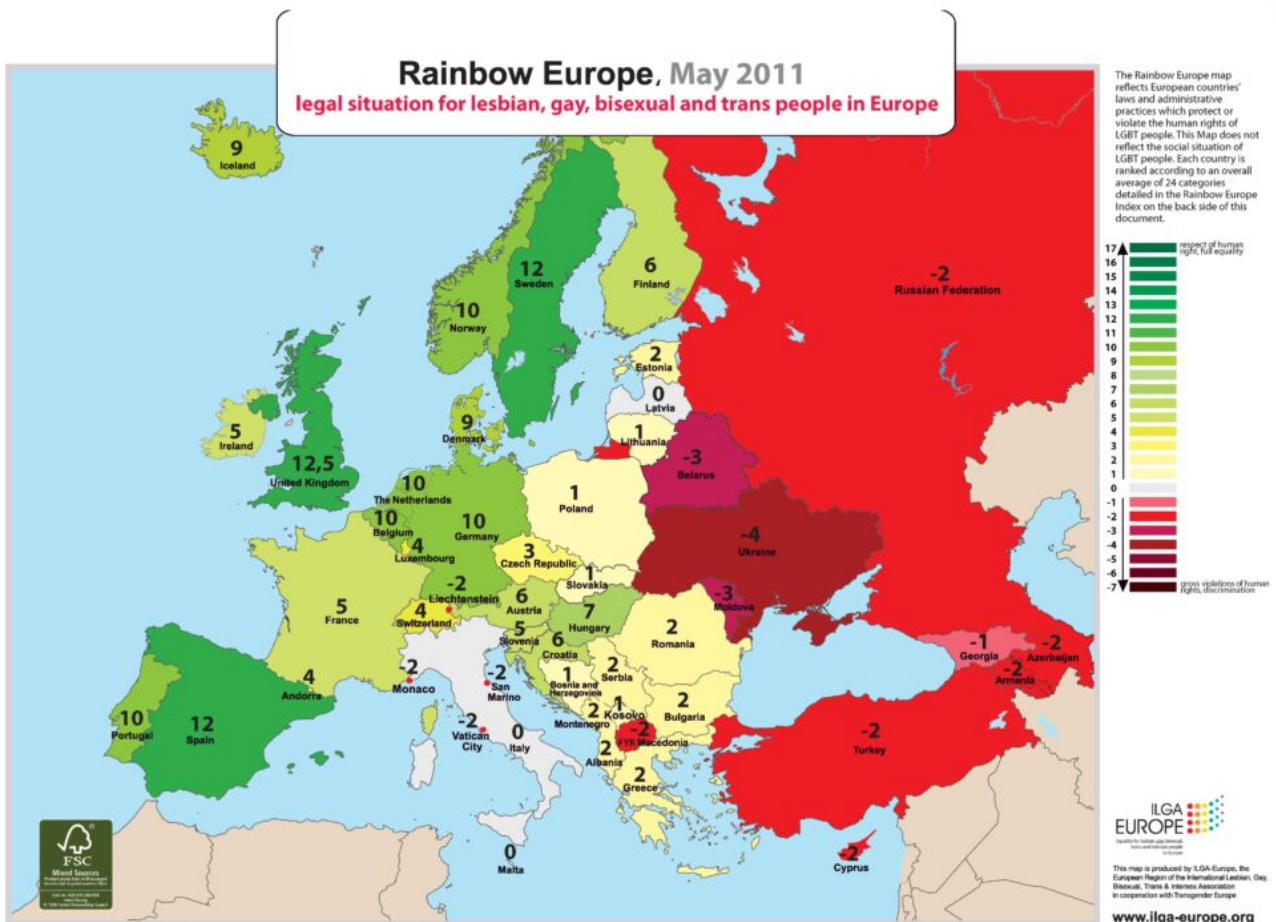 Rainbow Europe, May 2011
legal situation for lesbian, gay, bisexual and trans people in Europe
The Rainbow Europe map
reflects European countries'
laws and administrative
practices which protect or
violate the human rights of
LGBT people. This Map does not
reflect the social situation of
LGBT people. Each country is
ranked according to an overall
average of 24 categories
detailed in the Rainbow Europe
Index on the back side of this
document.
17
respect of human
right, full equality
16
15
14
13
12
11
10
9
8
7
6
5
4
3
2
1
0
-1
-2
-3
-4
-5
-6
-7
gross violations of human
rights, discrimination
9
Iceland
12
Sweden
6
Finland
10
Norway
-2
Russian Federation
2
Estonia
0
Latvia
1
Lithuania
9
Denmark
5
Ireland
12,5
United Kingdom
-3
Belarus
10
The Netherlands
10
Belgium
10
Germany
1
Poland
4
Luxembourg
3
Czech Republic
-4
Ukraine
1
Slovakia
-2
Liechtenstein
6
Austria
-3
Moldova
5
France
4
Switzerland
7
Hungary
5
Slovenia
6
Croatia
2
Romania
-1
Georgia
-2
Azerbaijan
-2
Armenia
4
Andorra
-2
Monaco
-2
San
Marino
1
Bosnia and
Herzegovina
2
Serbia
10
Portugal
12
Spain
-2
Vatican
City
0
Italy
2
Montenegro
1
Kosovo
2
Bulgaria
-2
FYR Macedonia
2
Albania
2
Greece
-2
Turkey
0
Malta
-2
Cyprus
FSC
Mixed Sources
ILGA
EUROPE
Equality for lesbian, gay, bisexual,
trans and intersex people
in Europe
This map is produced by ILGA-Europe, the
European Region of the International Lesbian, Gay,
Bisexual, Trans & Intersex Association
in cooperation with Transgender Europe
www.ilga-europe.org